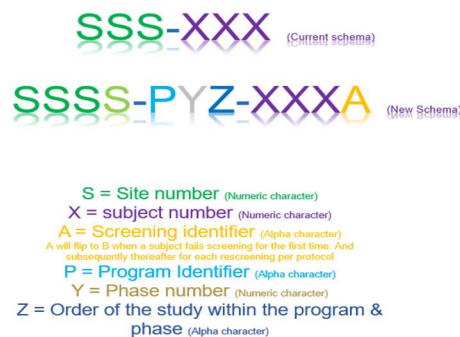 SSS-XXX (Current schema)
SSSS-PYZ-XXXA (New Schema)
S = Site number (Numeric character)
X = subject number (Numeric character)
A = Screening identifier (Alpha character)
A will flip to B when a subject fails screening for the first time. And
subsequently thereafter for each rescreening per protocol
P = Program Identifier (Alpha character)
Y = Phase number (Numeric character)
Z = Order of the study within the program &
phase (Alpha character)